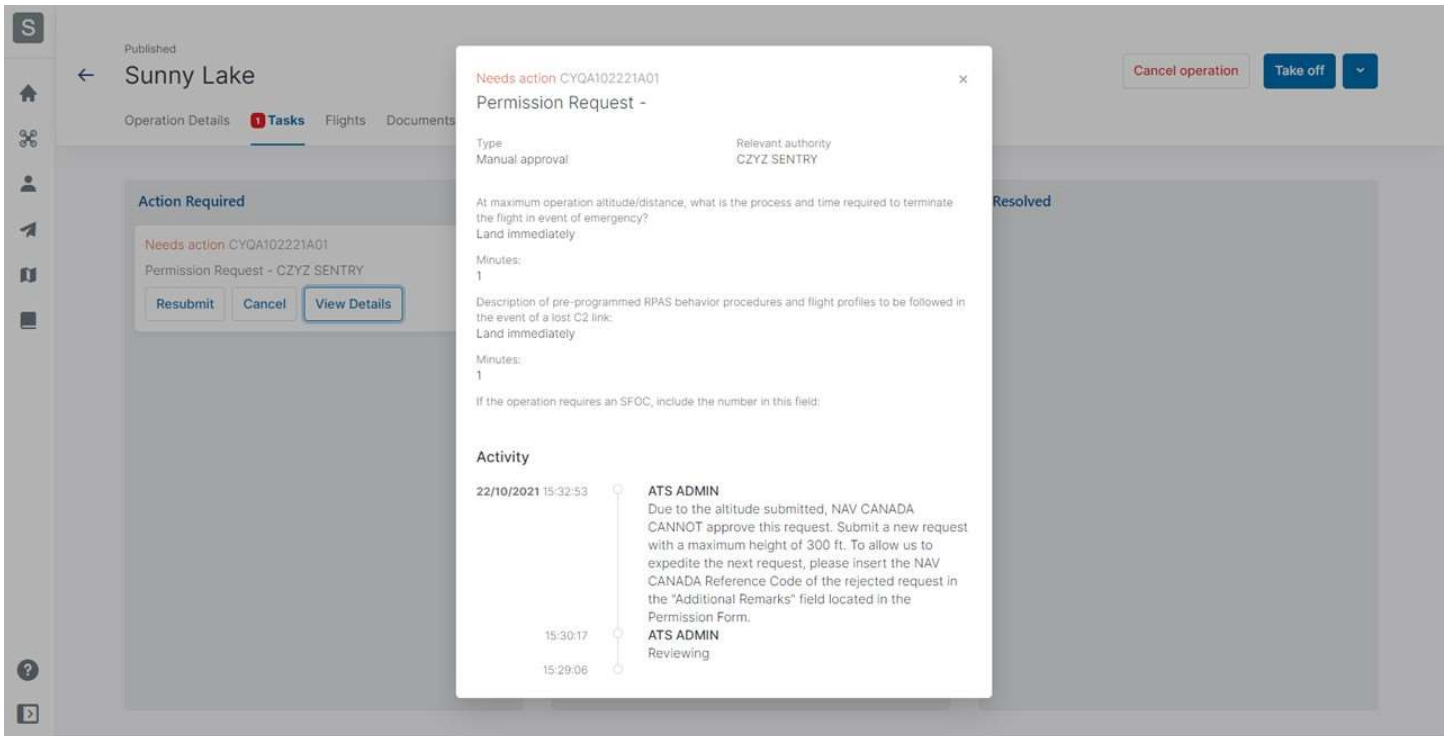 S
Published
Sunny Lake
Cancel operation
Take off
Operation Details
1 Tasks
Flights
Documents
Action Required
Needs action CYQA102221A01
Permission Request - CZYZ SENTRY
Resubmit
Cancel
View Details
Resolved
Needs action CYQA102221A01
×
Permission Request -
Type
Manual approval
Relevant authority
CZYZ SENTRY
At maximum operation altitude/distance, what is the process and time required to terminate
the flight in event of emergency?
Land immediately
Minutes:
1
Description of pre-programmed RPAS behavior procedures and flight profiles to be followed in
the event of a lost C2 link:
Land immediately
Minutes:
1
If the operation requires an SFOC, include the number in this field:
Activity
22/10/2021 15:32:53
ATS ADMIN
Due to the altitude submitted, NAV CANADA
CANNOT approve this request. Submit a new request
with a maximum height of 300 ft. To allow us to
expedite the next request, please insert the NAV
CANADA Reference Code of the rejected request in
the "Additional Remarks" field located in the
Permission Form.
15:30:17
ATS ADMIN
Reviewing
15:29:06
?